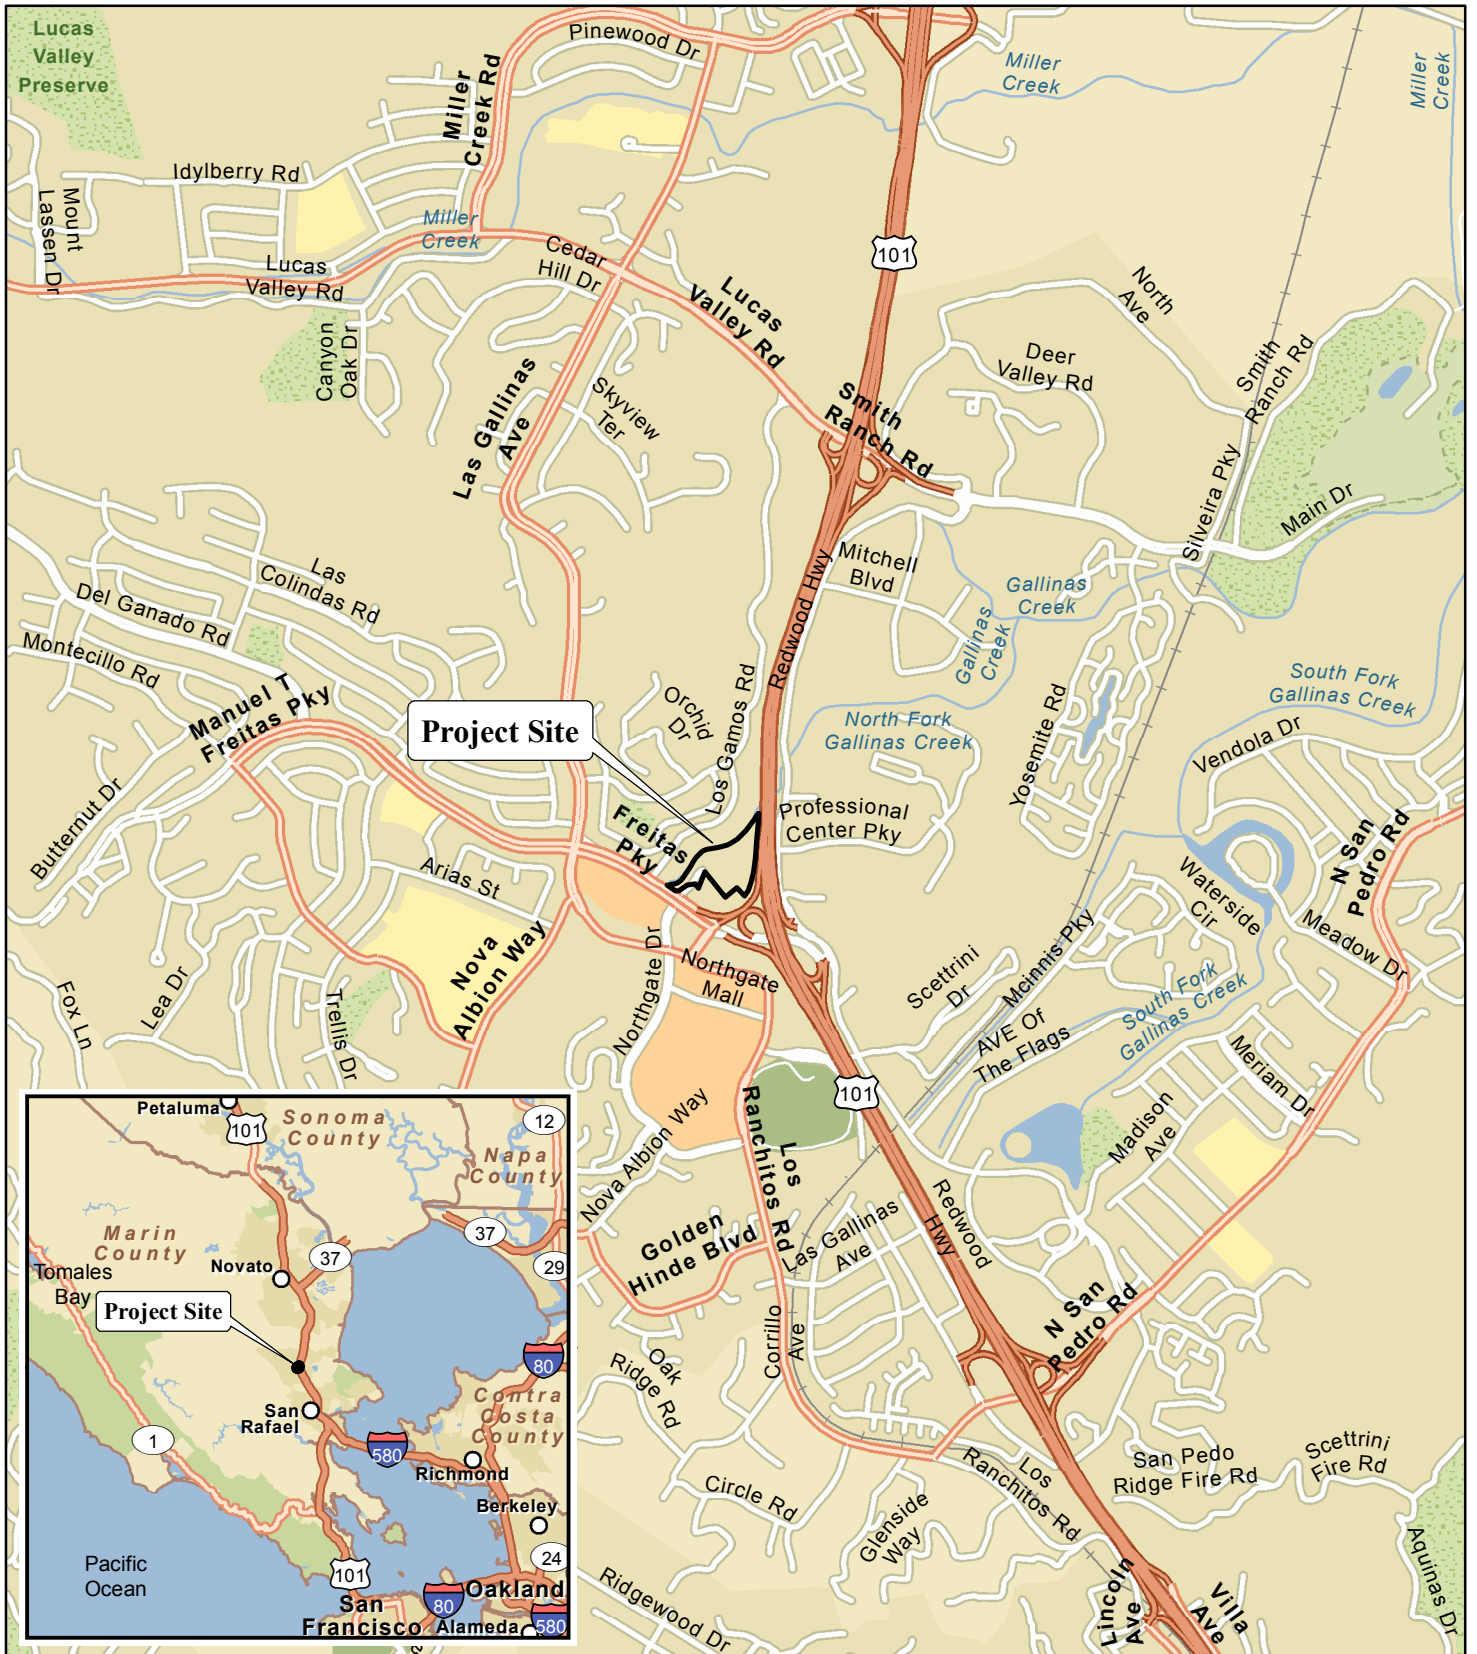 Lucas
Valley
Preserve
Pinewood Dr
Miller
Creek Rd
Miller
Creek
Miller
Creek
Idylberry Rd
Mount
Lassen Dr
Miller
Creek
Lucas
Valley Rd
Cedar
Hill Dr
101
Lucas
Valley Rd
North
Ave
Canyon
Oak Dr
Deer
Valley Rd
Smith
Ranch Rd
Las Gallinas
Ave
Skyview
Ter
Smith
Ranch Rd
Silveira Pky
Main Dr
Mitchell
Blvd
Redwood Hwy
Las
Colindas Rd
Del Ganado Rd
Montecillo Rd
Gallinas
Creek
Gallinas
Creek
Manuel T
Freitas Pky
Project Site
Orchid
Dr
Los Gamos Rd
North Fork
Gallinas Creek
Yosemite Rd
South Fork
Gallinas Creek
Vendola Dr
Butternut Dr
Freitas
Pky
Professional
Center Pky
N San
Pedro Rd
Arias St
Waterside
Cir
Meadow Dr
Nova
Albion Way
Northgate Dr
Northgate
Mall
Scettrini
Dr
Mcinnis Pky
South Fork
Gallinas Creek
Fox Ln
Lea Dr
Trellis Dr
AVE Of
The Flags
Meriam Dr
101
Nova Albion Way
Los
Ranchitos Rd
Madison
Ave
Golden
Hinde Blvd
Las Gallinas
Ave
Redwood
Hwy
Corrillo
Ave
N San
Pedro Rd
Oak
Ridge Rd
Circle Rd
Glenside
Way
Los
Ranchitos Rd
San Pedo
Ridge Fire Rd
Scettrini
Fire Rd
Aquinas Dr
Ridgewood Dr
Lincoln
Ave
Villa
Ave
Petaluma
101
Sonoma
County
12
Napa
County
Marin
County
37
37
Novato
29
Tomales
Bay
Project Site
80
San
Rafael
Contra
Costa
County
1
580
Richmond
Berkeley
24
Pacific
Ocean
101
80
Oakland
San
Francisco
Alameda
580